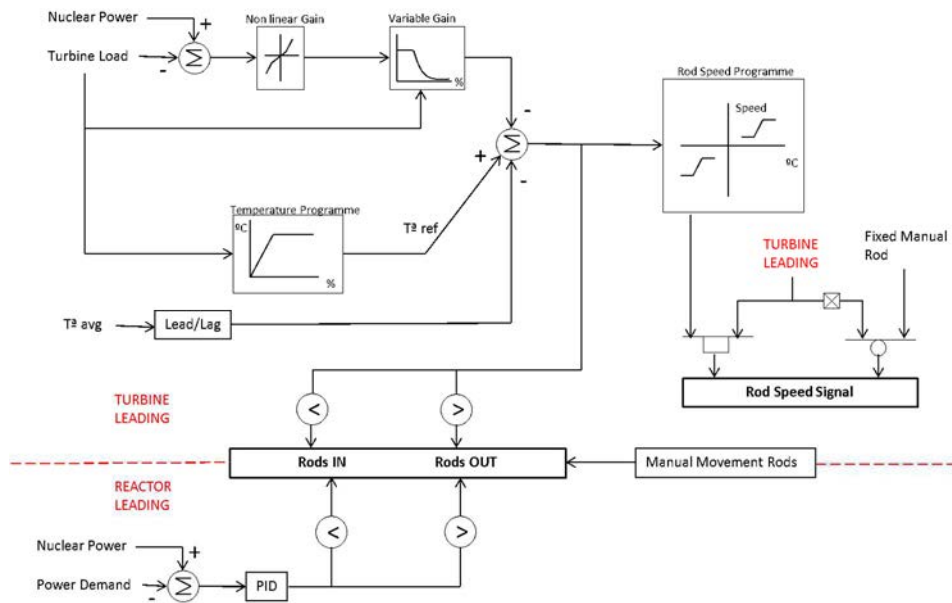 Nuclear Power
+
Non linear Gain
Variable Gain
Turbine Load
-
Σ
%
Rod Speed Programme
Speed
ºC
-
+
Σ
-
Temperature Programme
ºC
%
Tª ref
TURBINE
LEADING
Fixed Manual
Rod
Tª avg
Lead/Lag
Rod Speed Signal
TURBINE
LEADING
<
>
Rods IN
Rods OUT
Manual Movement Rods
REACTOR
LEADING
<
>
Nuclear Power
+
Power Demand
-
Σ
PID